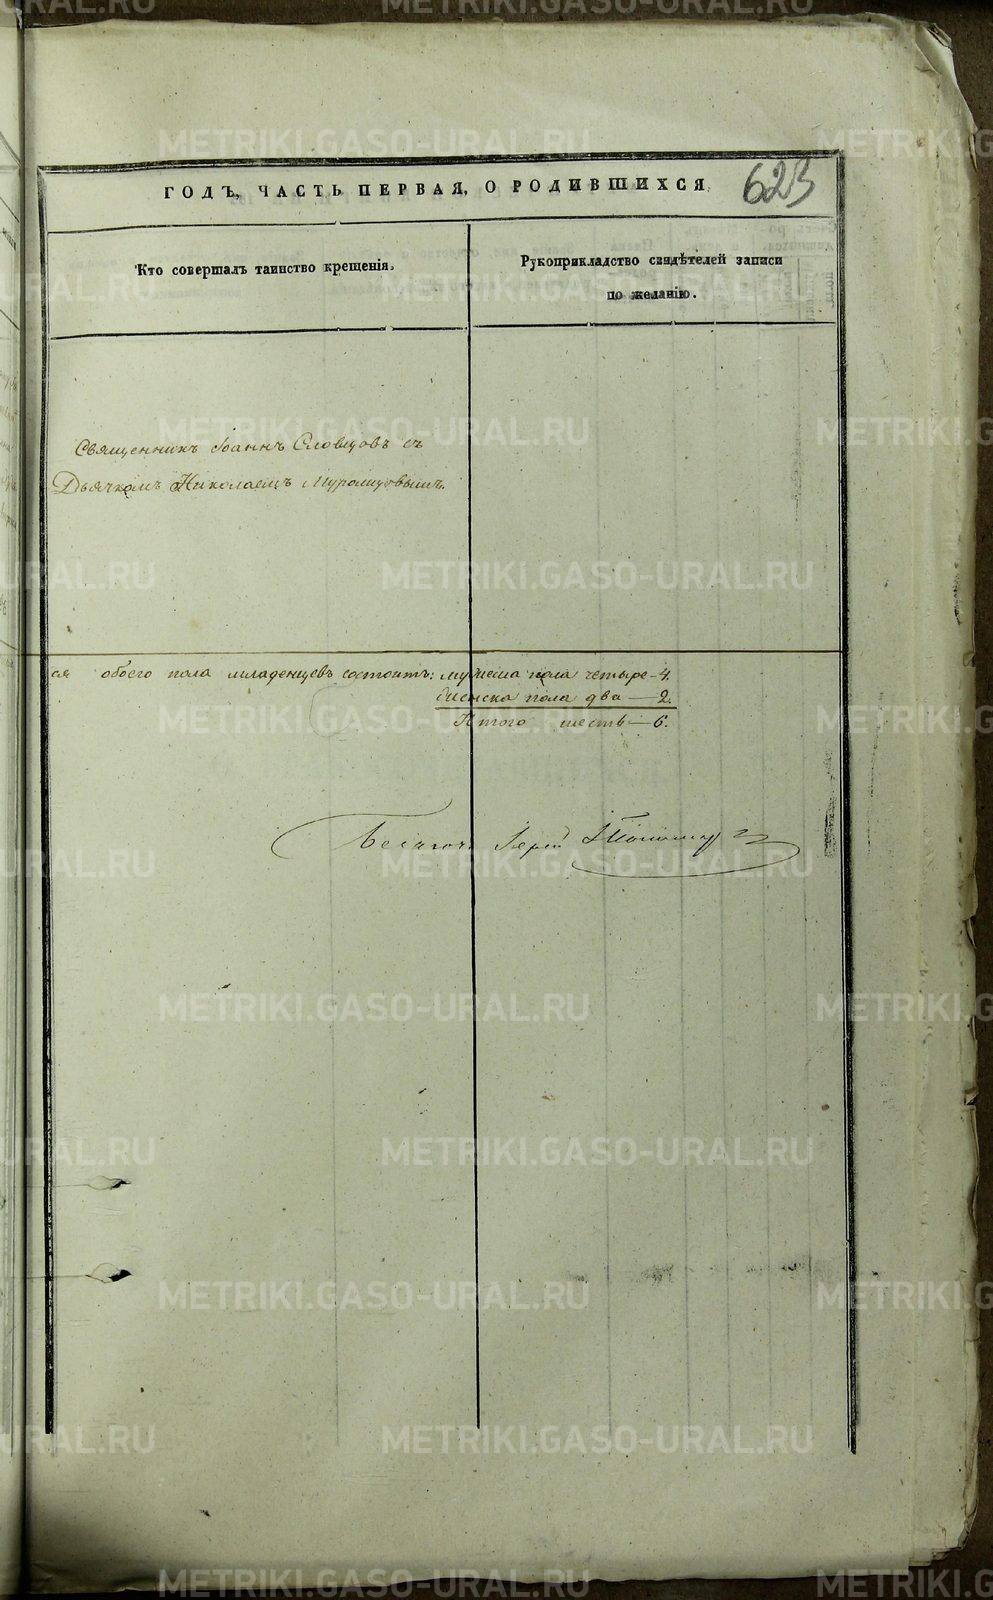 ГОДЪ, ЧАСТЬ ПЕРВАЯ, О РОДИВШИХСЯ.
623
Кто совершалъ таинство крещенія.
Рукоприкладство свидѣтелей записи
по желанію.
Священникъ Іоаннъ Словцовъ съ
Дьячкомъ Николаемъ Муромцовымъ.
ся обоего пола младенцевъ состоитъ: мужеска пола четыре – 4.
женска пола два – 2.
Итого шесть – 6.
METRIKI.GASO-URAL.RU